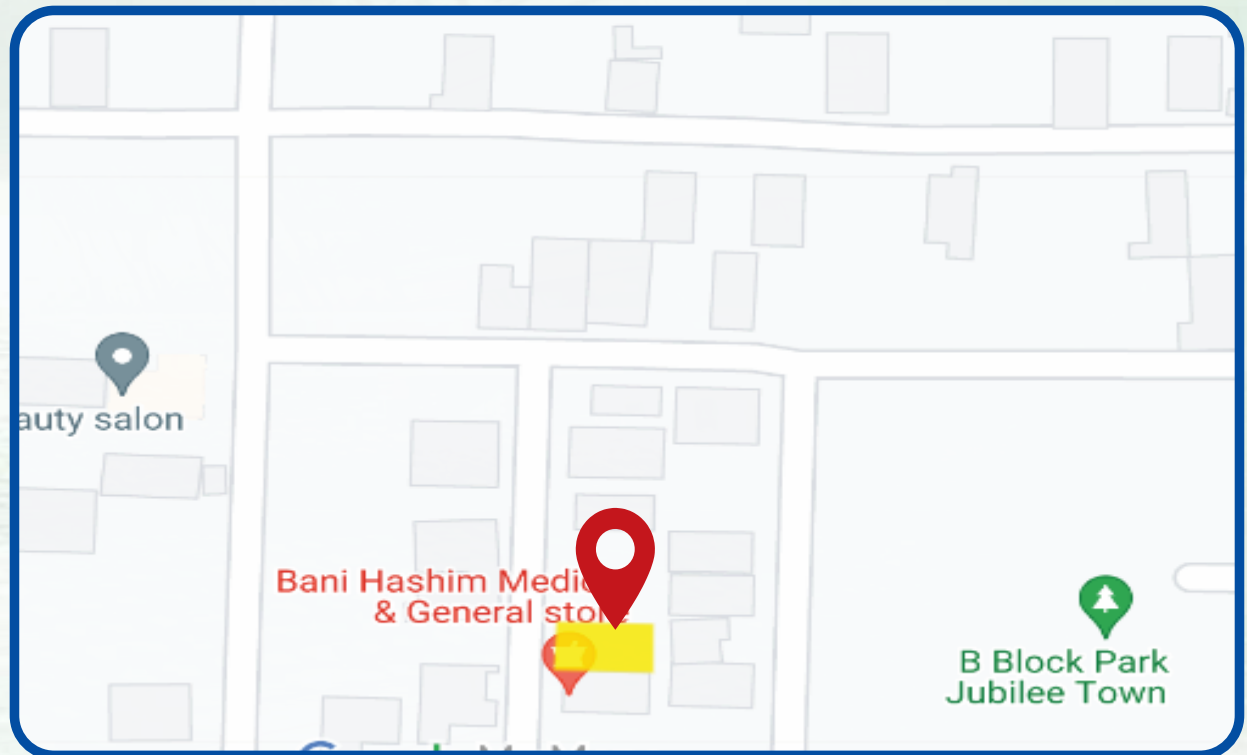 auty salon
Bani Hashim Medic
& General store
B Block Park
Jubilee Town